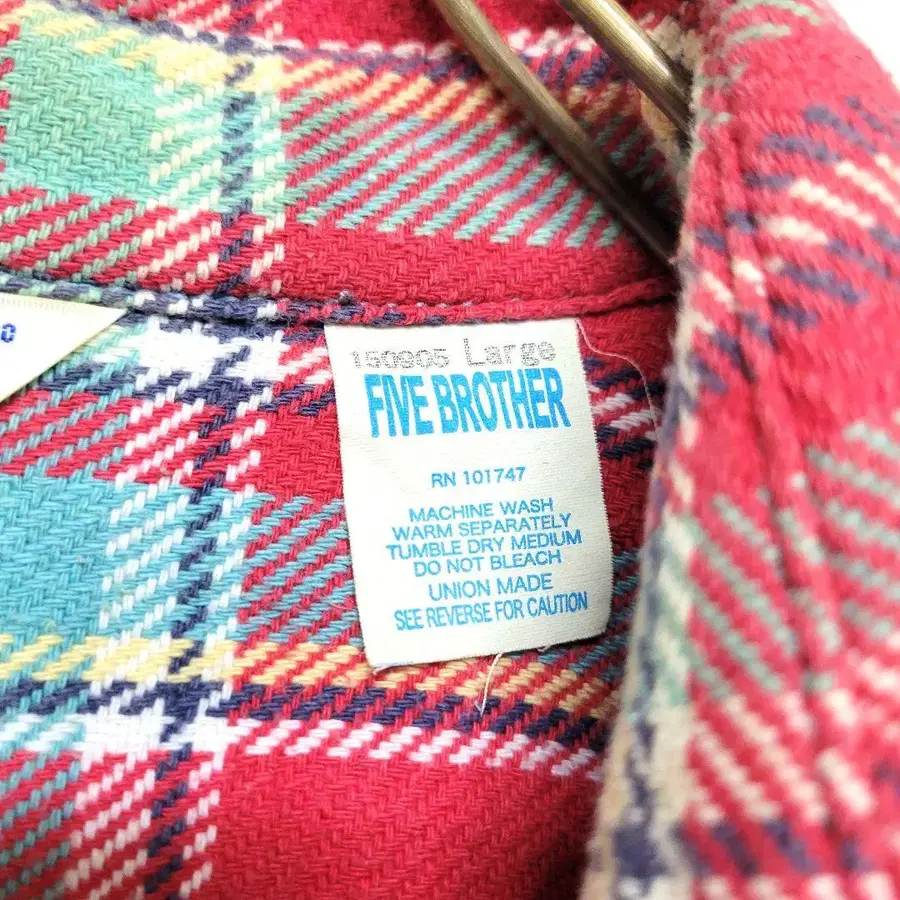 150905 Large
FIVE BROTHER
RN 101747
MACHINE WASH
WARM SEPARATELY
TUMBLE DRY MEDIUM
DO NOT BLEACH
UNION MADE
SEE REVERSE FOR CAUTION